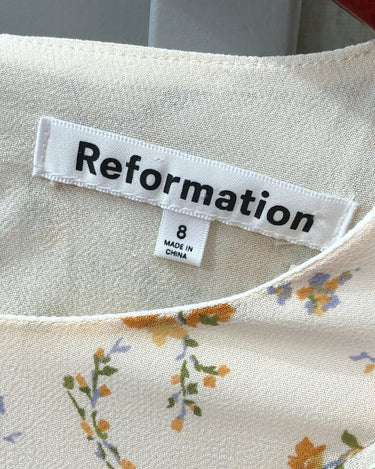 Reformation
8
MADE IN
CHINA